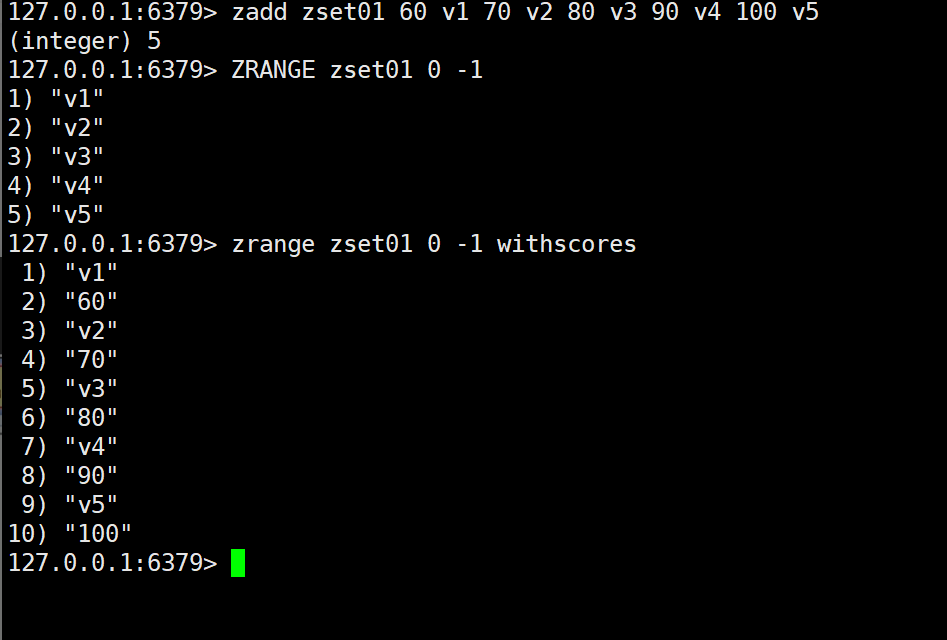 127.0.0.1:6379> zadd zset01 60 v1 70 v2 80 v3 90 v4 100 v5
(integer) 5
127.0.0.1:6379> ZRANGE zset01 0 -1
1) "v1"
2) "v2"
3) "v3"
4) "v4"
5) "v5"
127.0.0.1:6379> zrange zset01 0 -1 withscores
1) "v1"
2) "60"
3) "v2"
4) "70"
5) "v3"
6) "80"
7) "v4"
8) "90"
9) "v5"
10) "100"
127.0.0.1:6379>